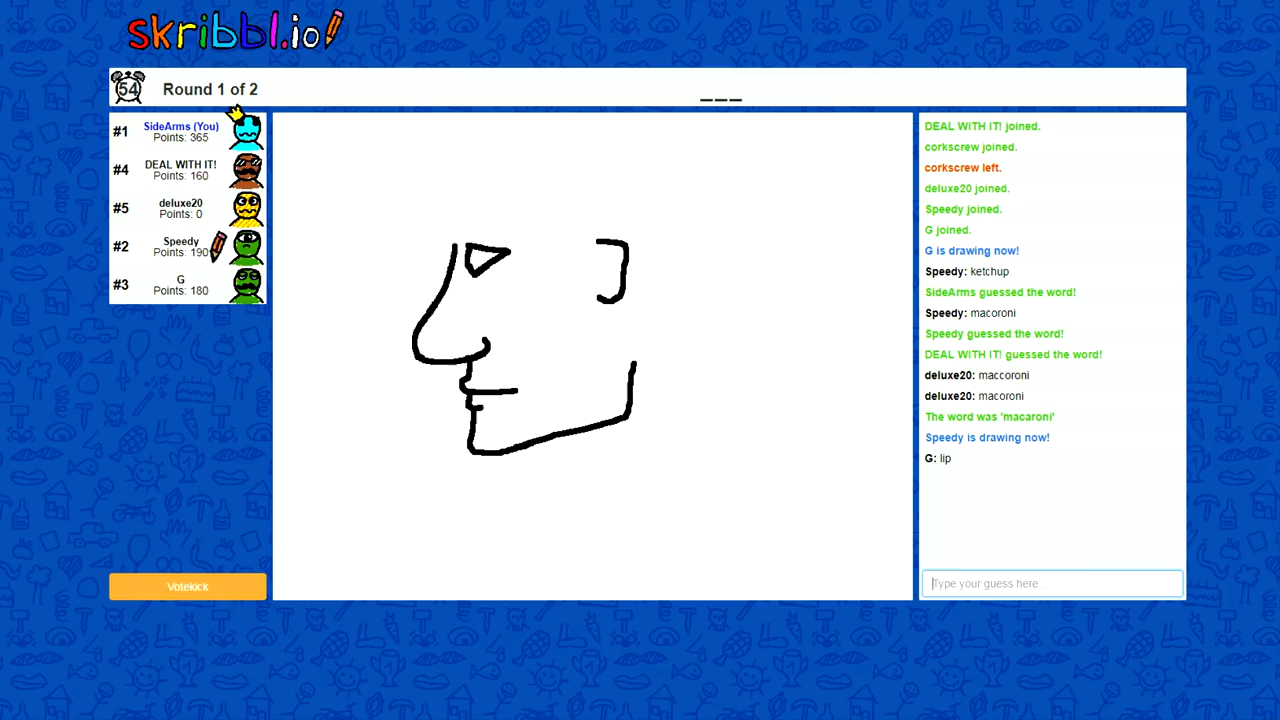 skribbl.io
54
Round 1 of 2
_ _ _
#1
SideArms (You)
Points: 365
#4
DEAL WITH IT!
Points: 160
#5
deluxe20
Points: 0
#2
Speedy
Points: 190
#3
G
Points: 180
Votekick
DEAL WITH IT! joined.
corkscrew joined.
corkscrew left.
deluxe20 joined.
Speedy joined.
G joined.
G is drawing now!
Speedy: ketchup
SideArms guessed the word!
Speedy: macoroni
Speedy guessed the word!
DEAL WITH IT! guessed the word!
deluxe20: maccoroni
deluxe20: macoroni
The word was 'macaroni'
Speedy is drawing now!
G: lip
Type your guess here...